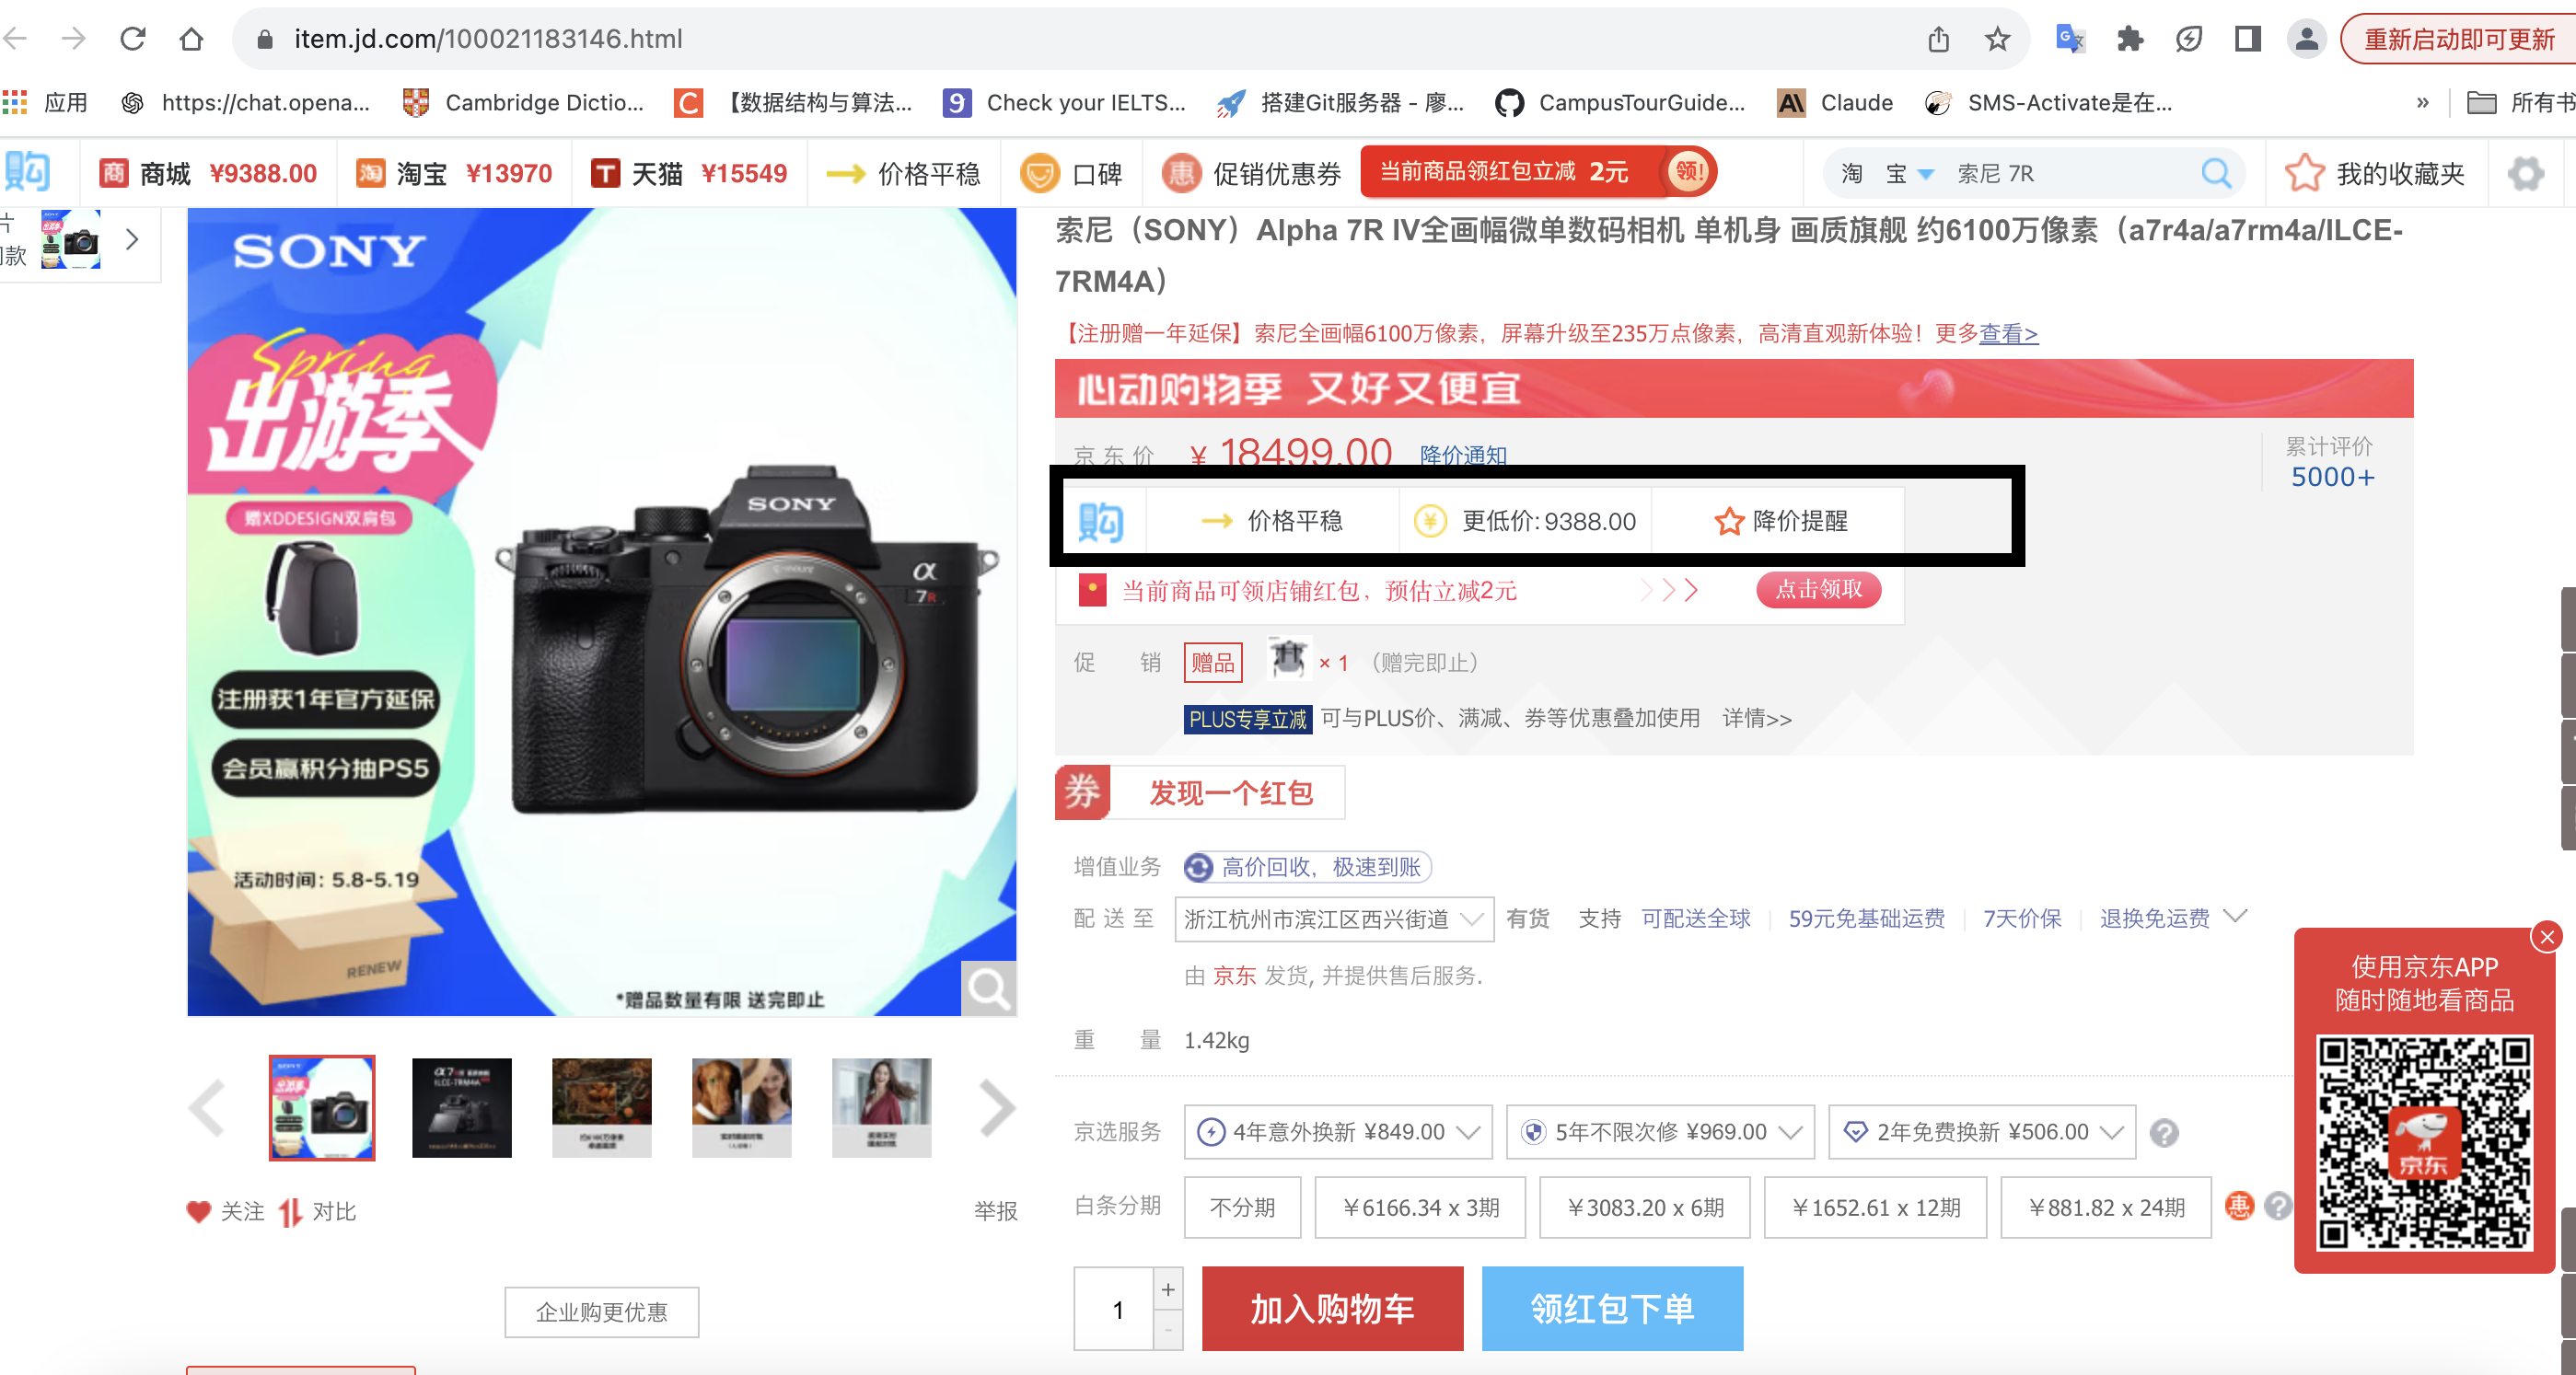 item.jd.com/100021183146.html
重新启动即可更新
应用
https://chat.opena...
Cambridge Dictio...
【数据结构与算法...
Check your IELTS...
搭建Git服务器 - 廖...
CampusTourGuide...
Claude
SMS-Activate是在...
»
所有书
购
商城 ¥9388.00
淘宝 ¥13970
天猫 ¥15549
价格平稳
口碑
惠 促销优惠券
当前商品领红包立减 2元 领!
淘 宝
索尼 7R
我的收藏夹
片
同款
SONY
Spring
出游季
赠XDDESIGN双肩包
注册获1年官方延保
会员赢积分抽PS5
活动时间：5.8-5.19
RENEW
SONY
α
7R
*赠品数量有限 送完即止
索尼（SONY）Alpha 7R IV全画幅微单数码相机 单机身 画质旗舰 约6100万像素（a7r4a/a7rm4a/ILCE-
7RM4A）
【注册赠一年延保】索尼全画幅6100万像素，屏幕升级至235万点像素，高清直观新体验！更多查看>
心动购物季 又好又便宜
京东价 ￥ 18499.00 降价通知
累计评价
5000+
购 价格平稳 更低价: 9388.00 降价提醒
当前商品可领店铺红包，预估立减2元 点击领取
促 销 赠品 × 1 （赠完即止）
PLUS专享立减 可与PLUS价、满减、券等优惠叠加使用 详情>>
券 发现一个红包
增值业务 高价回收，极速到账
配送至 浙江杭州市滨江区西兴街道 有货 支持 可配送全球 59元免基础运费 7天价保 退换免运费
由 京东 发货, 并提供售后服务.
重 量 1.42kg
京选服务 4年意外换新 ¥849.00 5年不限次修 ¥969.00 2年免费换新 ¥506.00 ?
白条分期 不分期 ￥6166.34 x 3期 ￥3083.20 x 6期 ￥1652.61 x 12期 ￥881.82 x 24期 惠 ?
关注 对比 举报
企业购更优惠
1 + - 加入购物车 领红包下单
使用京东APP
随时随地看商品
京东